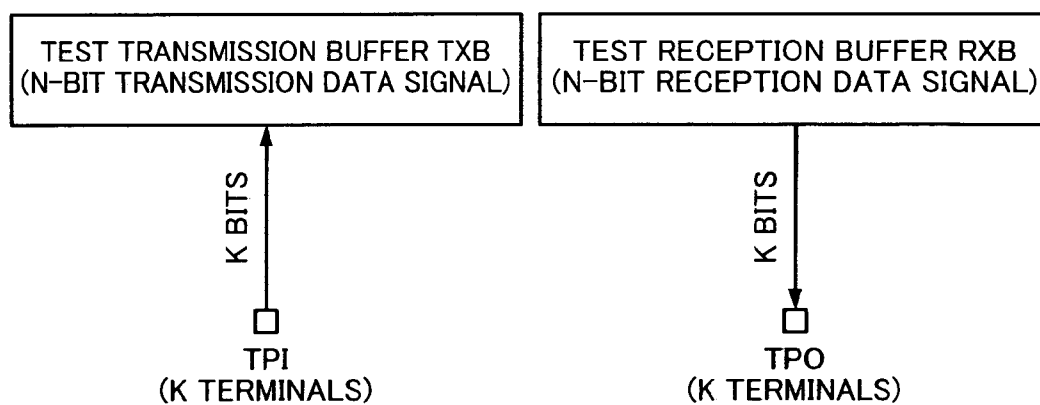 TEST TRANSMISSION BUFFER TXB
(N-BIT TRANSMISSION DATA SIGNAL)
K BITS
TPI
(K TERMINALS)
TEST RECEPTION BUFFER RXB
(N-BIT RECEPTION DATA SIGNAL)
K BITS
TPO
(K TERMINALS)